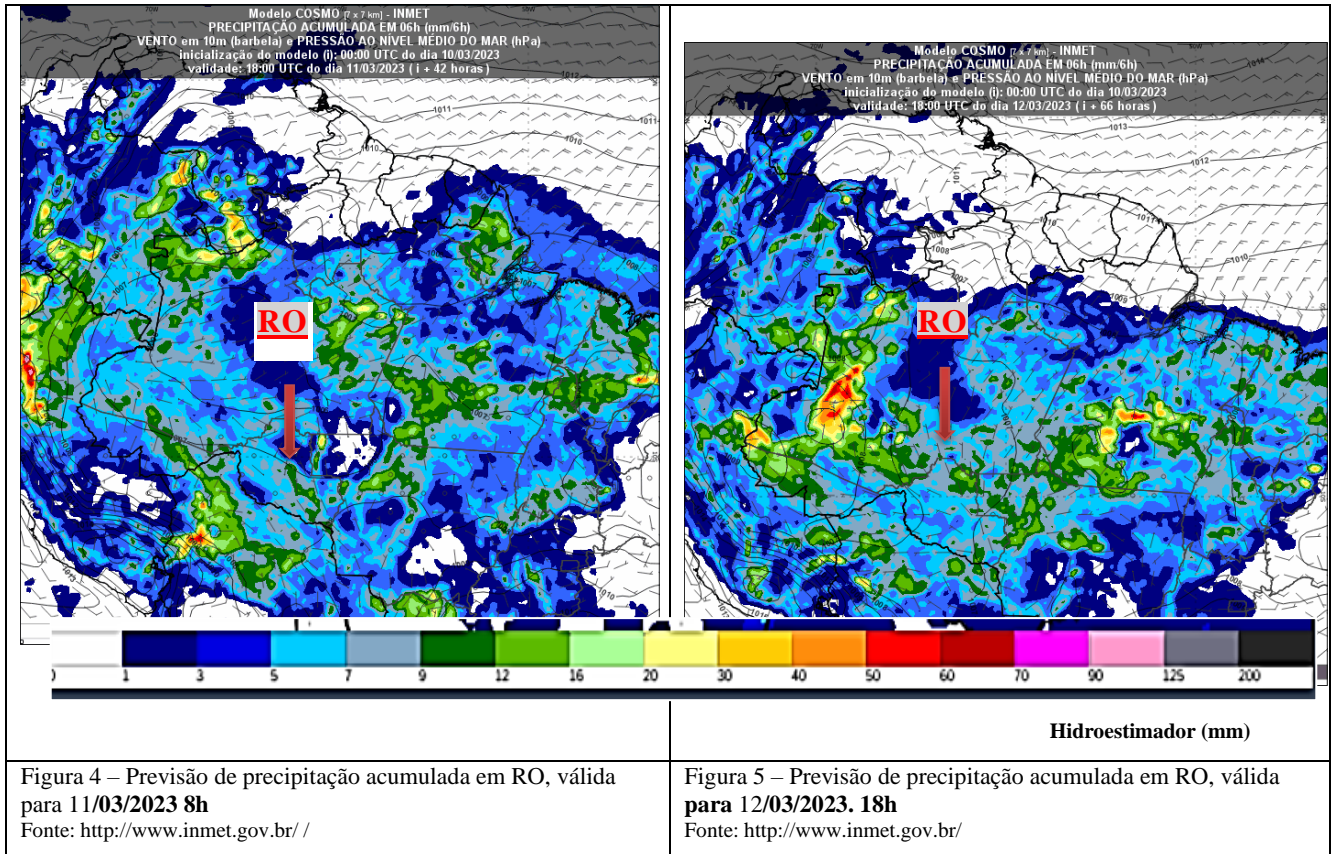 Modelo COSMO [7 x 7 km] - INMET
PRECIPITAÇÃO ACUMULADA EM 06h (mm/6h)
VENTO em 10m (barbela) e PRESSÃO AO NÍVEL MÉDIO DO MAR (hPa)
inicialização do modelo (i): 00:00 UTC do dia 10/03/2023
validade: 18:00 UTC do dia 11/03/2023 ( i + 42 horas )
RO
Modelo COSMO [7 x 7 km] - INMET
PRECIPITAÇÃO ACUMULADA EM 06h (mm/6h)
VENTO em 10m (barbela) e PRESSÃO AO NÍVEL MÉDIO DO MAR (hPa)
inicialização do modelo (i): 00:00 UTC do dia 10/03/2023
validade: 18:00 UTC do dia 12/03/2023 ( i + 66 horas )
RO
1 3 5 7 9 12 16 20 30 40 50 60 70 90 125 200
Hidroestimador (mm)
Figura 4 – Previsão de precipitação acumulada em RO, válida
para 11/03/2023 8h
Fonte: http://www.inmet.gov.br/ /
Figura 5 – Previsão de precipitação acumulada em RO, válida
para 12/03/2023. 18h
Fonte: http://www.inmet.gov.br/